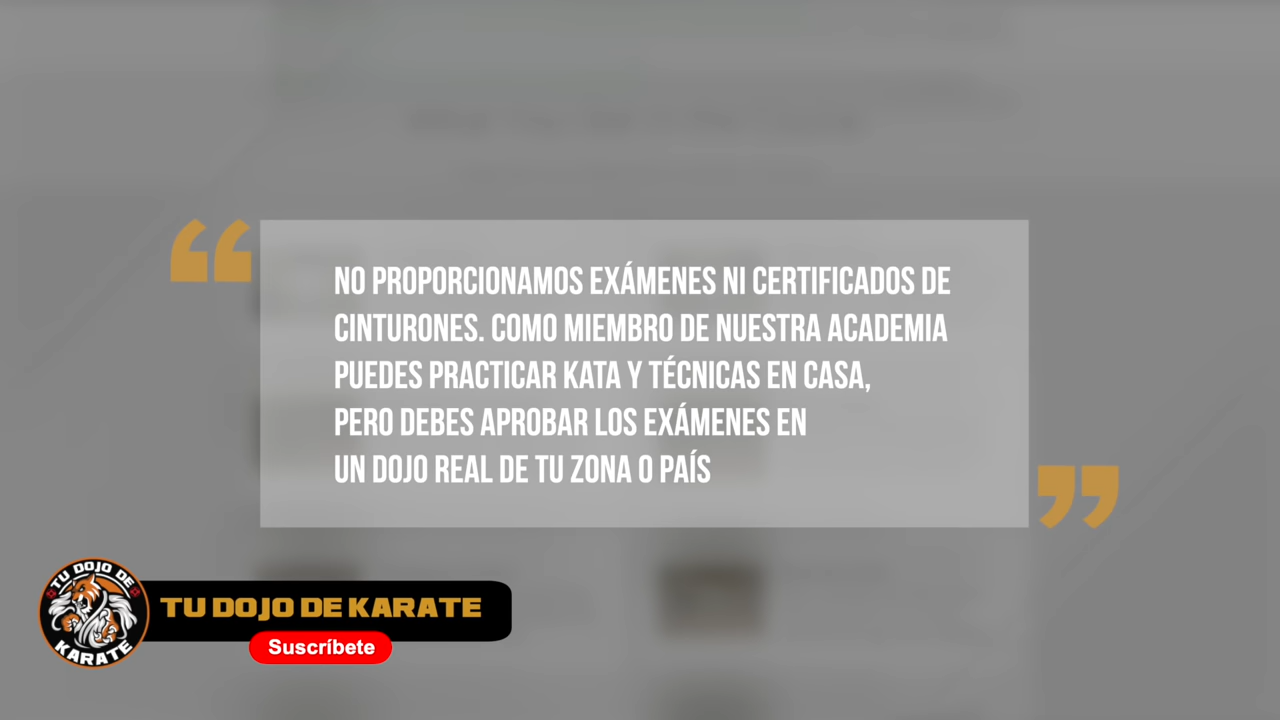 NO PROPORCIONAMOS EXÁMENES NI CERTIFICADOS DE
CINTURONES. COMO MIEMBRO DE NUESTRA ACADEMIA
PUEDES PRACTICAR KATA Y TÉCNICAS EN CASA,
PERO DEBES APROBAR LOS EXÁMENES EN
UN DOJO REAL DE TU ZONA O PAÍS
TU DOJO DE
KARATE
TU DOJO DE KARATE
Suscríbete